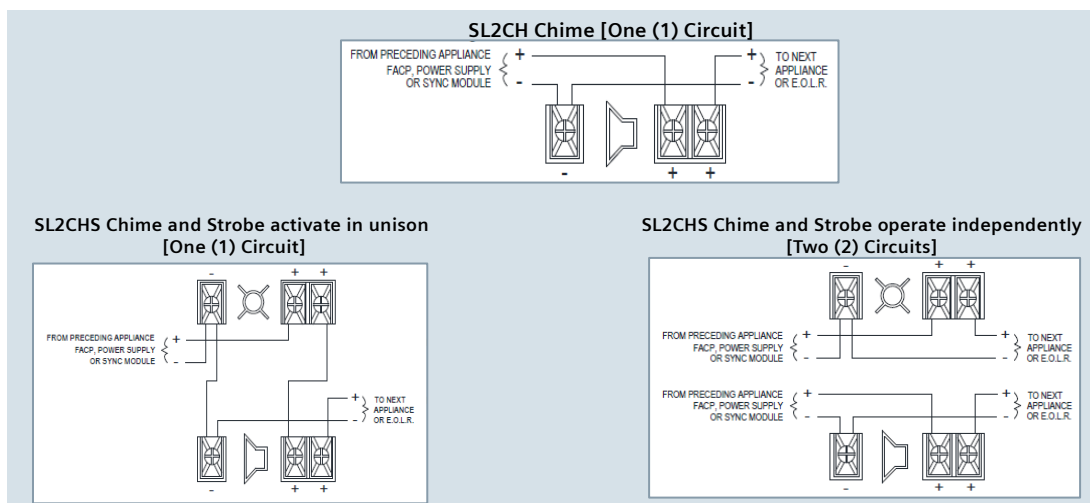 SL2CH Chime [One (1) Circuit]
FROM PRECEDING APPLIANCE + + TO NEXT
FACP, POWER SUPPLY APPLIANCE
OR SYNC MODULE - - OR E.O.L.R.
- + +
SL2CHS Chime and Strobe activate in unison
[One (1) Circuit]
- + +
FROM PRECEDING APPLIANCE +
FACP, POWER SUPPLY
OR SYNC MODULE -
+ TO NEXT
APPLIANCE
- OR E.O.L.R.
- + +
SL2CHS Chime and Strobe operate independently
[Two (2) Circuits]
- + +
FROM PRECEDING APPLIANCE + + TO NEXT
FACP, POWER SUPPLY APPLIANCE
OR SYNC MODULE - - OR E.O.L.R.
FROM PRECEDING APPLIANCE + + TO NEXT
FACP, POWER SUPPLY APPLIANCE
OR SYNC MODULE - - OR E.O.L.R.
- + +